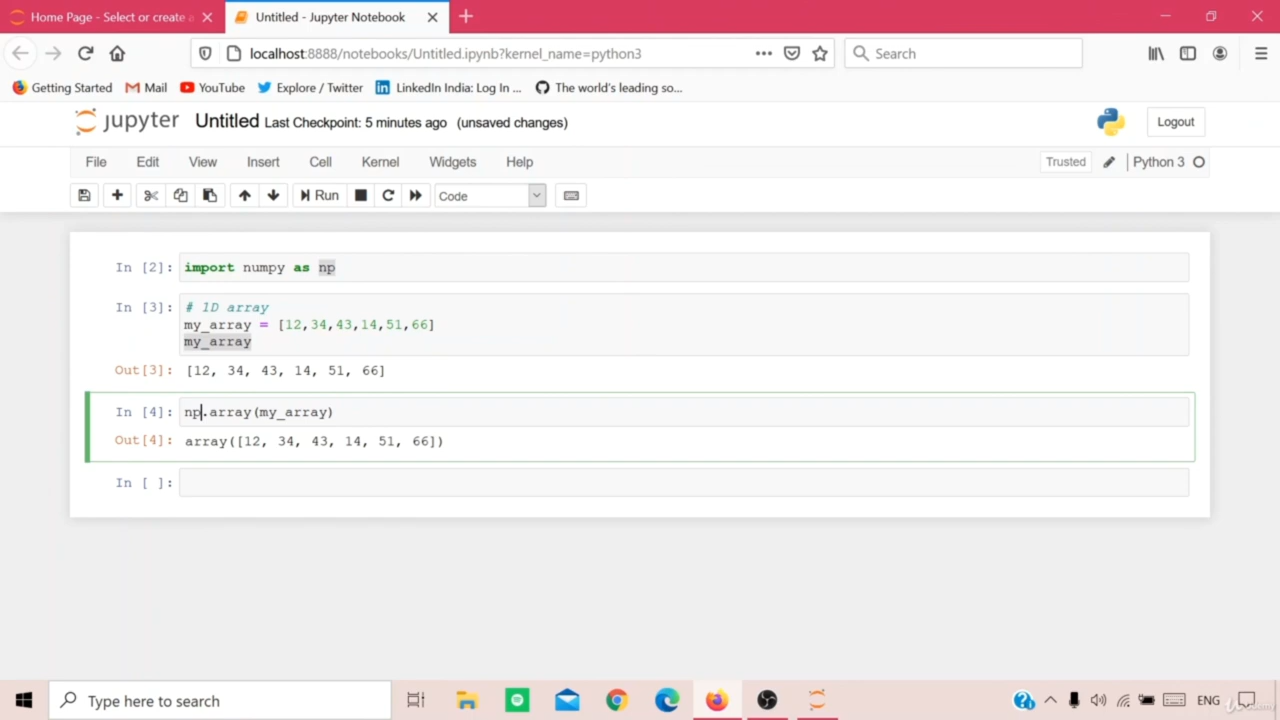 Home Page - Select or create a
Untitled - Jupyter Notebook
localhost:8888/notebooks/Untitled.ipynb?kernel_name=python3
Search
Getting Started
Mail
YouTube
Explore / Twitter
LinkedIn India: Log In ...
The world's leading so...
jupyter
Untitled Last Checkpoint: 5 minutes ago (unsaved changes)
Logout
File Edit View Insert Cell Kernel Widgets Help
Trusted
Python 3
Run
Code
In [2]: import numpy as np
In [3]: # 1D array
my_array = [12,34,43,14,51,66]
my_array
Out[3]: [12, 34, 43, 14, 51, 66]
In [4]: np.array(my_array)
Out[4]: array([12, 34, 43, 14, 51, 66])
In [ ]:
Type here to search
ENG
Udemy